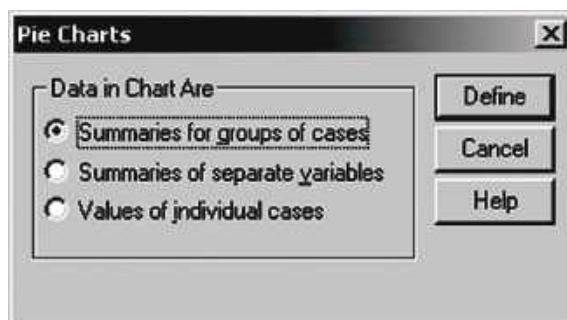 Pie Charts
Data in Chart Are
Summaries for groups of cases
Summaries of separate variables
Values of individual cases
Define
Cancel
Help